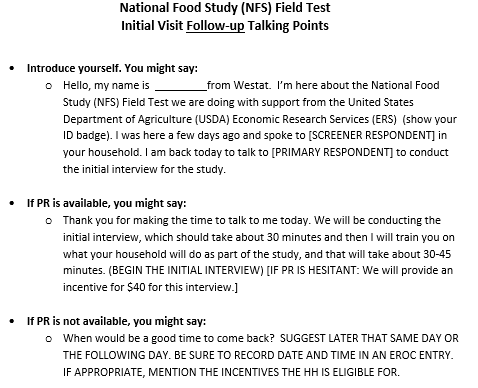 National Food Study (NFS) Field Test
Initial Visit Follow-up Talking Points
• Introduce yourself. You might say:
o Hello, my name is ________from Westat.  I'm here about the National Food
Study (NFS) Field Test we are doing with support from the United States
Department of Agriculture (USDA) Economic Research Services (ERS)  (show your
ID badge). I was here a few days ago and spoke to [SCREENER RESPONDENT] in
your household. I am back today to talk to [PRIMARY RESPONDENT] to conduct
the initial interview for the study.
• If PR is available, you might say:
o Thank you for making the time to talk to me today. We will be conducting the
initial interview, which should take about 30 minutes and then I will train you on
what your household will do as part of the study, and that will take about 30-45
minutes. (BEGIN THE INITIAL INTERVIEW) [IF PR IS HESITANT: We will provide an
incentive for $40 for this interview.]
• If PR is not available, you might say:
o When would be a good time to come back?  SUGGEST LATER THAT SAME DAY OR
THE FOLLOWING DAY. BE SURE TO RECORD DATE AND TIME IN AN EROC ENTRY.
IF APPROPRIATE, MENTION THE INCENTIVES THE HH IS ELIGIBLE FOR.